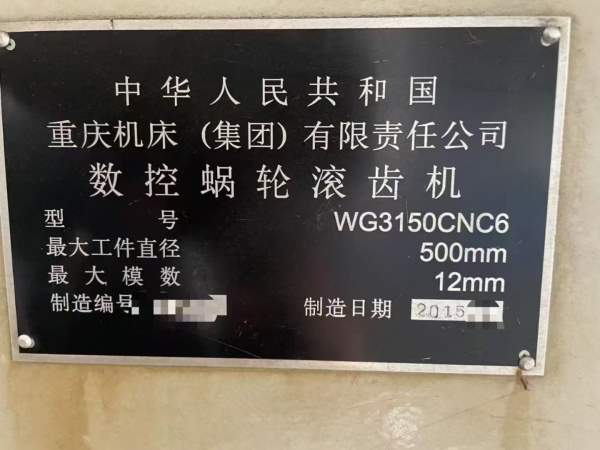 中华人民共和国
重庆机床(集团)有限责任公司
数控蜗轮滚齿机
型号 WG3150CNC6
最大工件直径 500mm
最大模数 12mm
制造编号 制造日期 2015